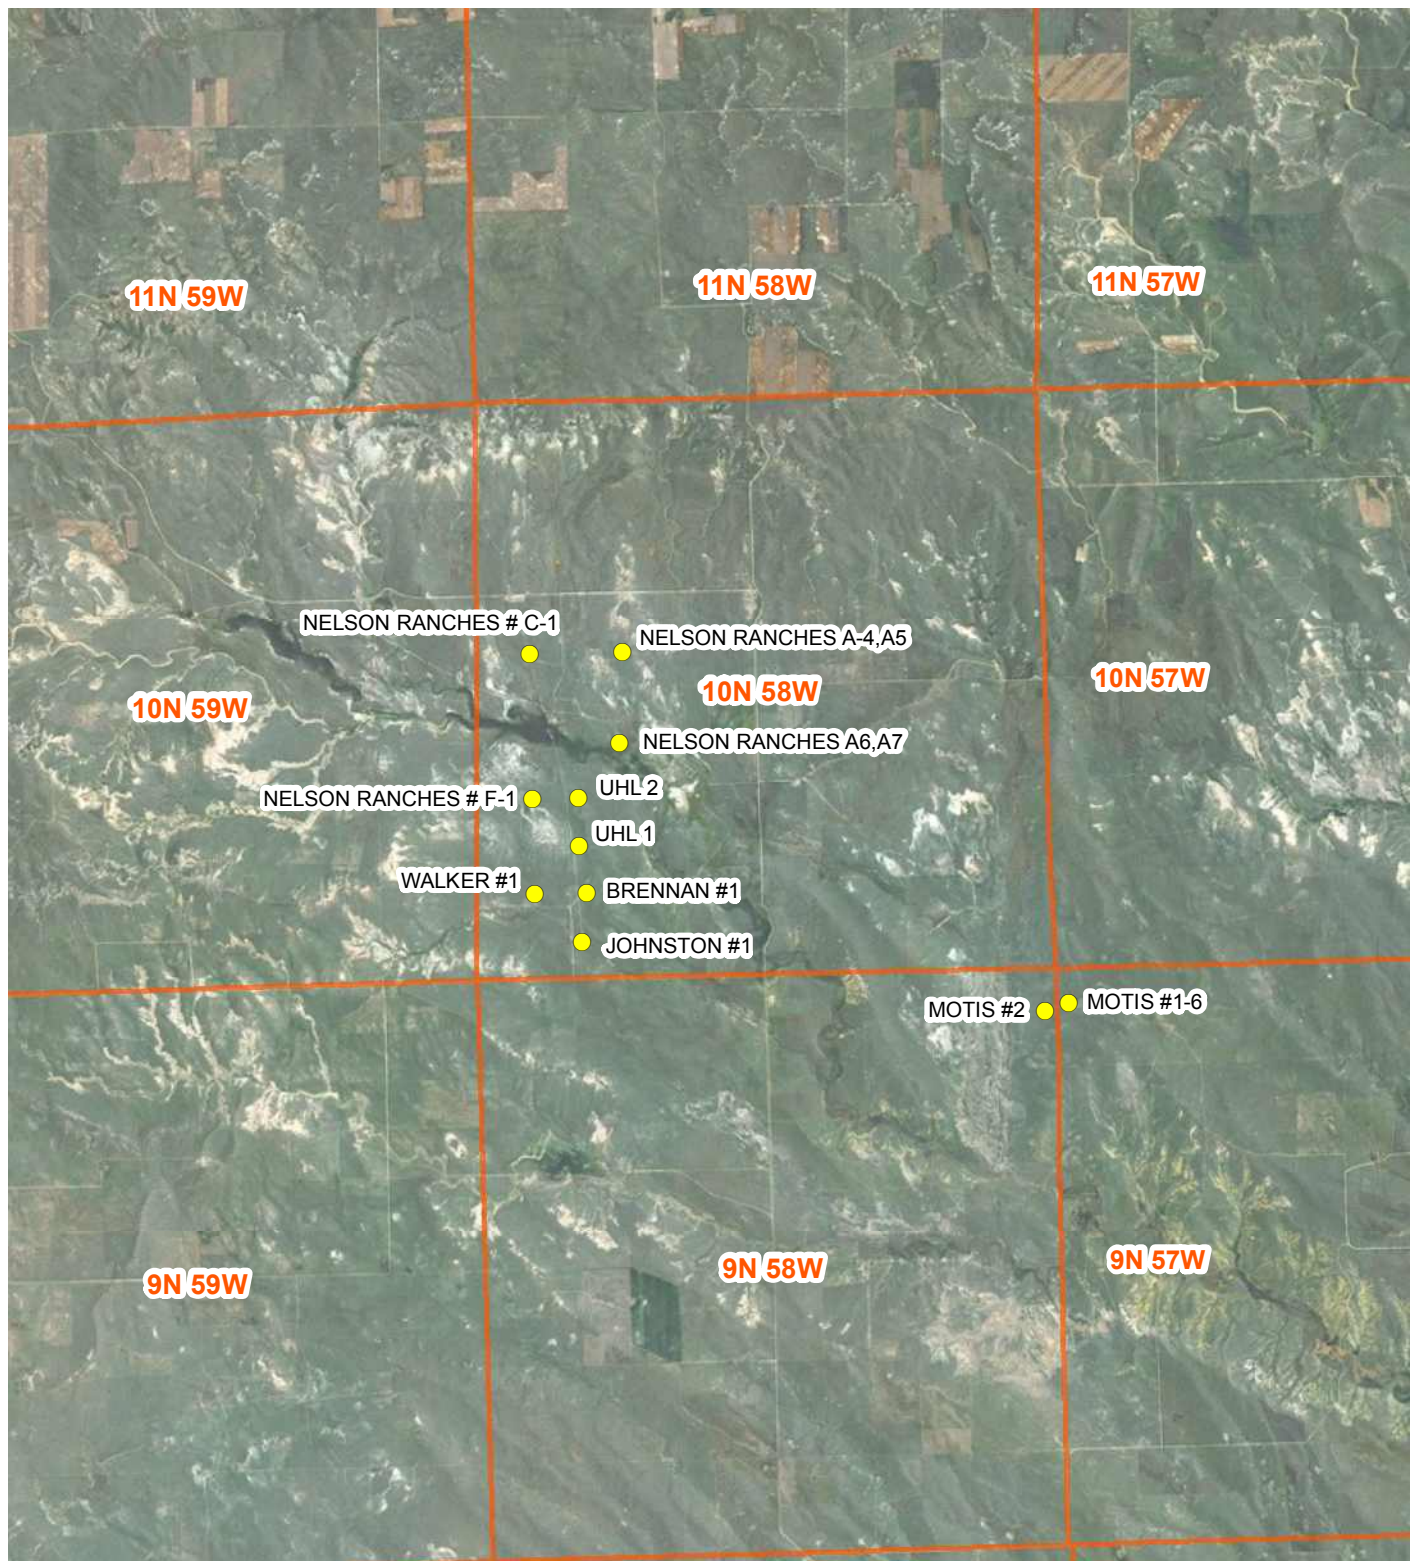 11N 59W
11N 58W
11N 57W
NELSON RANCHES # C-1
NELSON RANCHES A-4,A5
10N 59W
10N 58W
10N 57W
NELSON RANCHES A6,A7
NELSON RANCHES # F-1
UHL 2
UHL 1
WALKER #1
BRENNAN #1
JOHNSTON #1
MOTIS #2
MOTIS #1-6
9N 59W
9N 58W
9N 57W